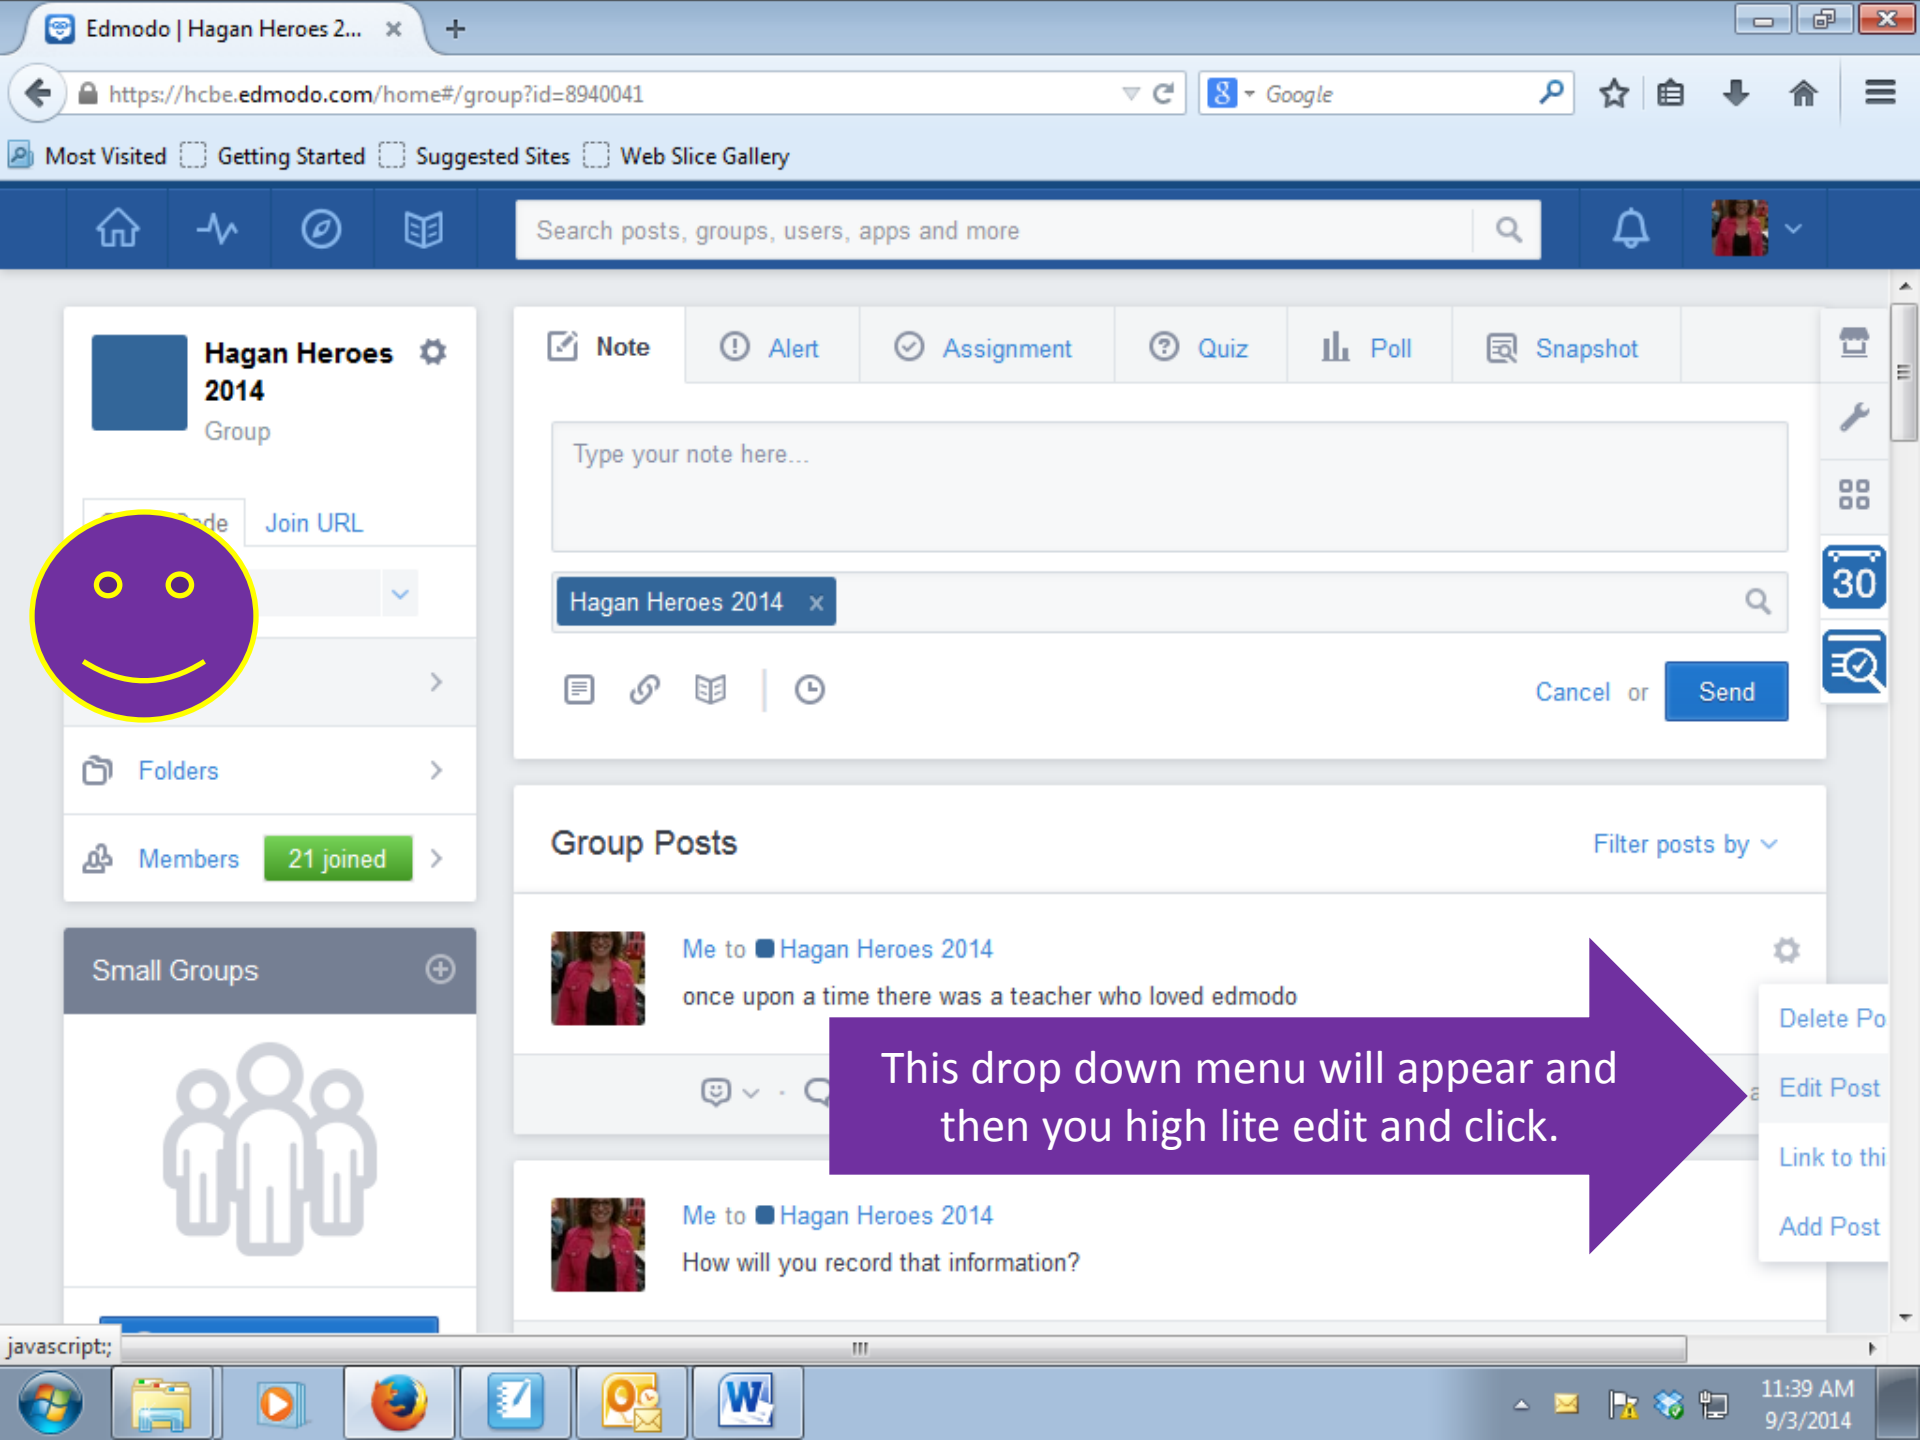 Edmodo | Hagan Heroes 2...
https://hcbe.edmodo.com/home#/group?id=8940041
Google
Most Visited Getting Started Suggested Sites Web Slice Gallery
Search posts, groups, users, apps and more
Hagan Heroes
2014
Group
Join URL
Folders
Members 21 joined
Small Groups
Note Alert Assignment Quiz Poll Snapshot
Type your note here...
Hagan Heroes 2014
Cancel or Send
30
Group Posts
Filter posts by
Me to Hagan Heroes 2014
once upon a time there was a teacher who loved edmodo
This drop down menu will appear and
then you high lite edit and click.
Delete Po
Edit Post
Link to thi
Add Post
Me to Hagan Heroes 2014
How will you record that information?
javascript:;
11:39 AM
9/3/2014